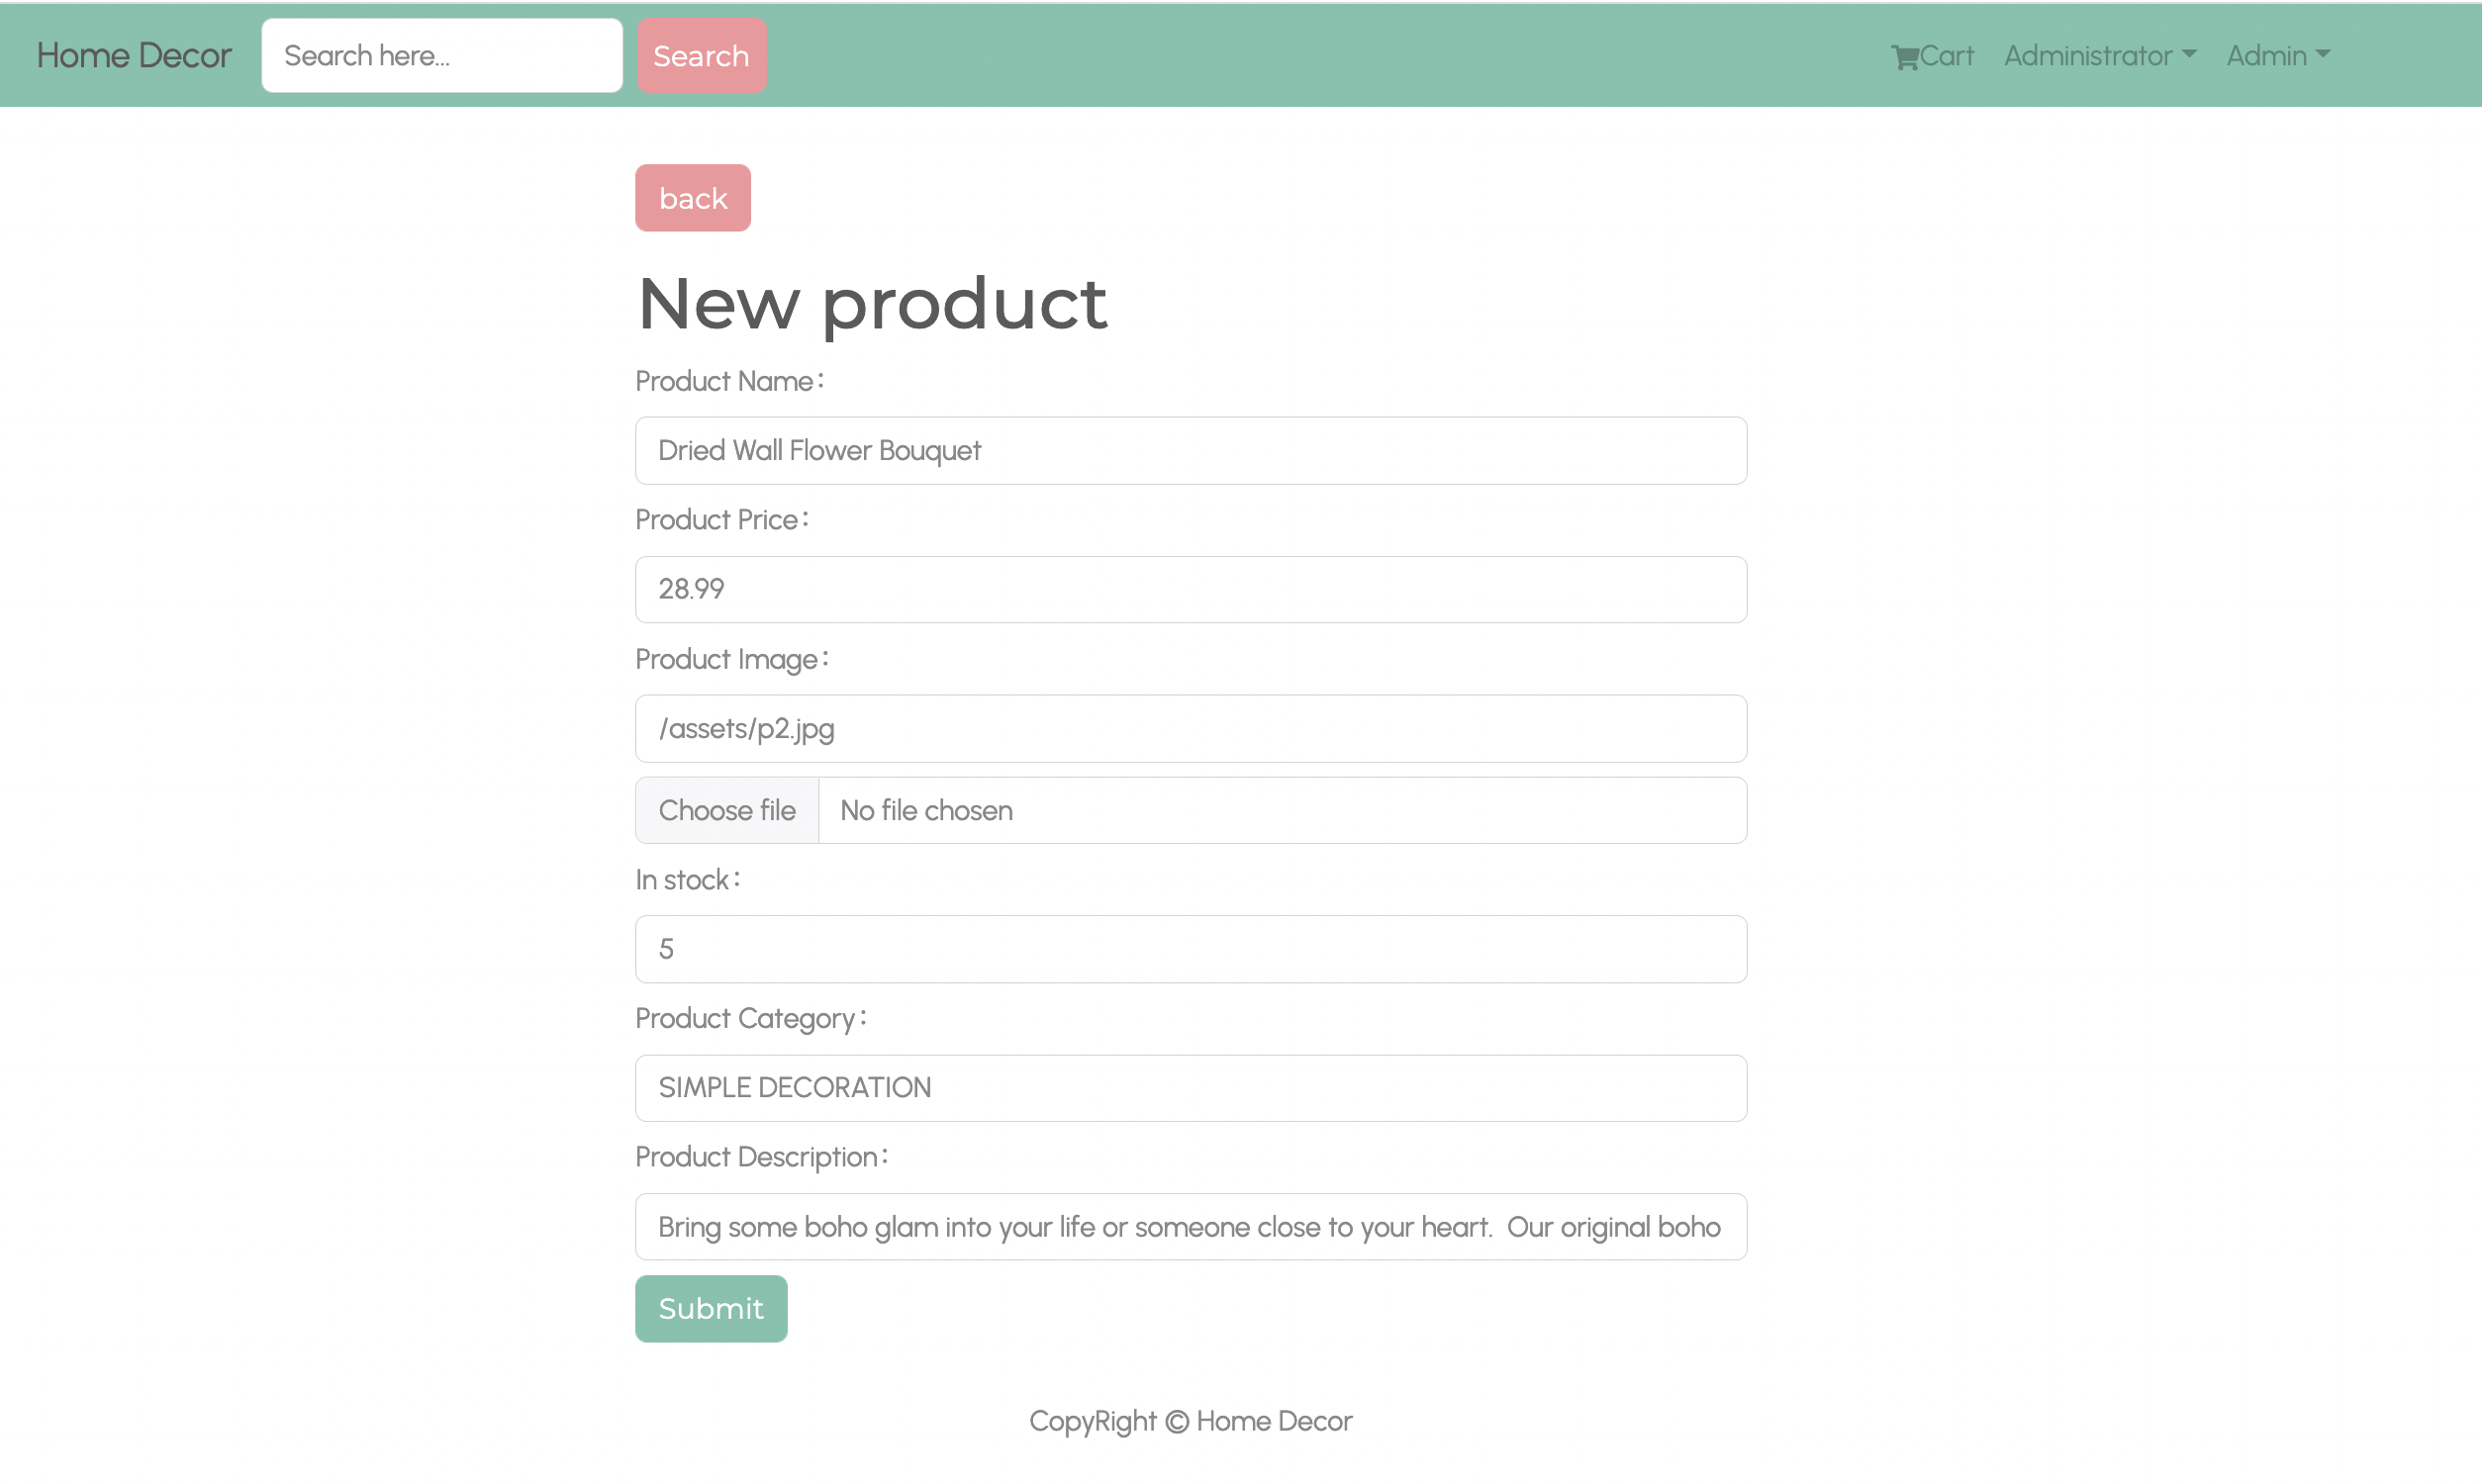 Home Decor Search here... Search Cart Administrator Admin
back
New product
Product Name:
Dried Wall Flower Bouquet
Product Price:
28.99
Product Image:
/assets/p2.jpg
Choose file No file chosen
In stock:
5
Product Category:
SIMPLE DECORATION
Product Description:
Bring some boho glam into your life or someone close to your heart.  Our original boho
Submit
CopyRight © Home Decor